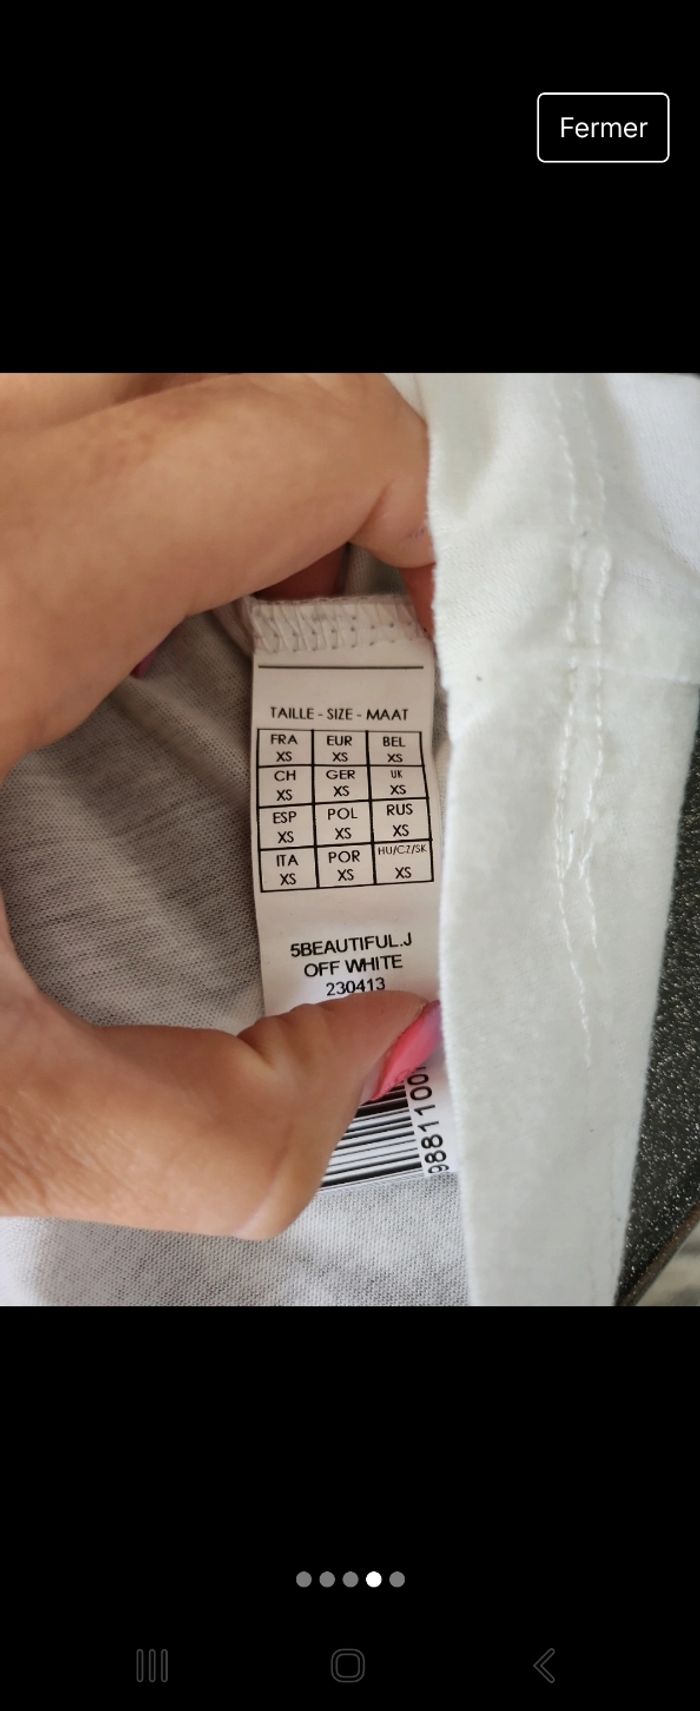 Fermer
TAILLE - SIZE - MAAT
FRA EUR BEL
XS XS XS
CH GER UK
XS XS XS
ESP POL RUS
XS XS XS
ITA POR HU/CZ/SK
XS XS XS
5BEAUTIFUL.J
OFF WHITE
230413